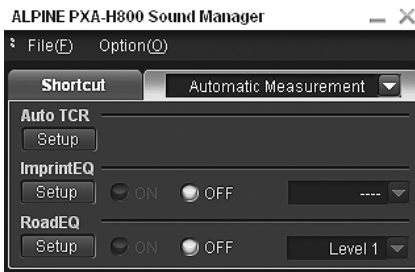 ALPINE PXA-H800 Sound Manager
File(F) Option(O)
Shortcut Automatic Measurement
Auto TCR
Setup
ImprintEQ
Setup ON OFF ----
RoadEQ
Setup ON OFF Level 1